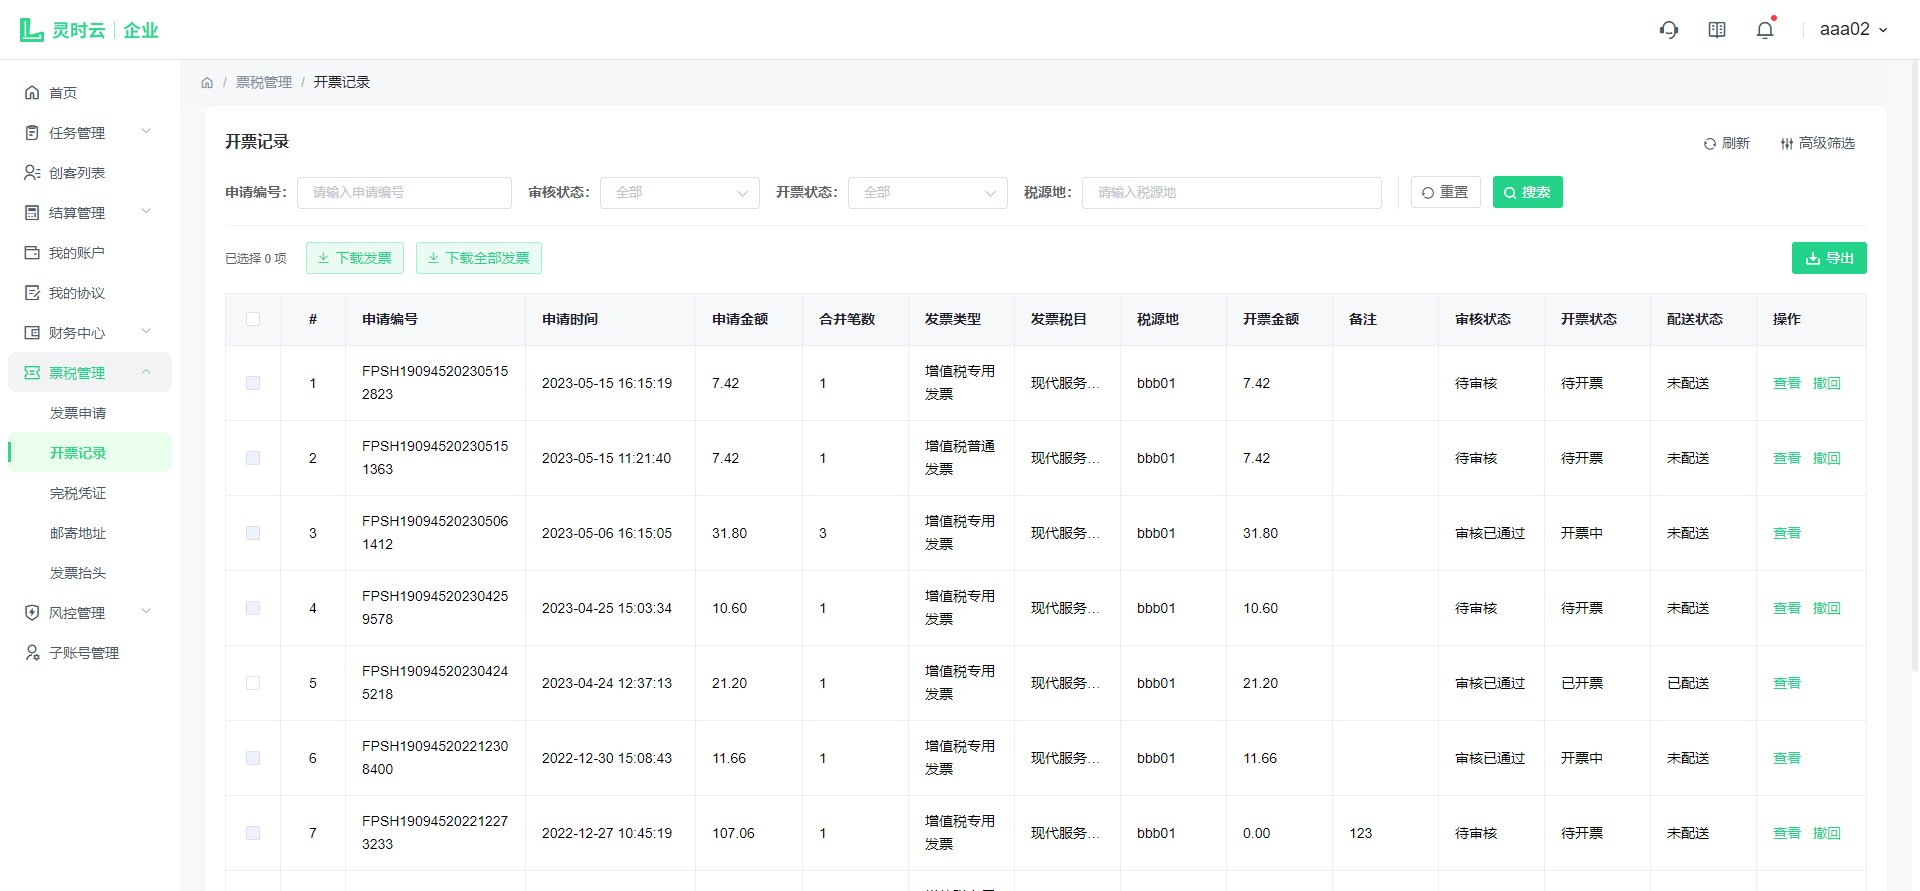 灵时云 企业
aaa02
首页
任务管理
创客列表
结算管理
我的账户
我的协议
财务中心
票税管理
发票申请
开票记录
完税凭证
邮寄地址
发票抬头
风控管理
子账号管理
/ 票税管理 / 开票记录
开票记录
刷新 高级筛选
申请编号： 请输入申请编号 审核状态： 全部 开票状态： 全部 税源地： 请输入税源地 重置 搜索
已选择 0 项 下载发票 下载全部发票 导出
# 申请编号 申请时间 申请金额 合并笔数 发票类型 发票税目 税源地 开票金额 备注 审核状态 开票状态 配送状态 操作
1 FPSH190945202305152823 2023-05-15 16:15:19 7.42 1 增值税专用发票 现代服务... bbb01 7.42 待审核 待开票 未配送 查看 撤回
2 FPSH190945202305151363 2023-05-15 11:21:40 7.42 1 增值税普通发票 现代服务... bbb01 7.42 待审核 待开票 未配送 查看 撤回
3 FPSH190945202305061412 2023-05-06 16:15:05 31.80 3 增值税专用发票 现代服务... bbb01 31.80 审核已通过 开票中 未配送 查看
4 FPSH190945202304259578 2023-04-25 15:03:34 10.60 1 增值税专用发票 现代服务... bbb01 10.60 待审核 待开票 未配送 查看 撤回
5 FPSH190945202304245218 2023-04-24 12:37:13 21.20 1 增值税专用发票 现代服务... bbb01 21.20 审核已通过 已开票 已配送 查看
6 FPSH190945202212308400 2022-12-30 15:08:43 11.66 1 增值税专用发票 现代服务... bbb01 11.66 审核已通过 开票中 未配送 查看
7 FPSH190945202212273233 2022-12-27 10:45:19 107.06 1 增值税专用发票 现代服务... bbb01 0.00 123 待审核 待开票 未配送 查看 撤回